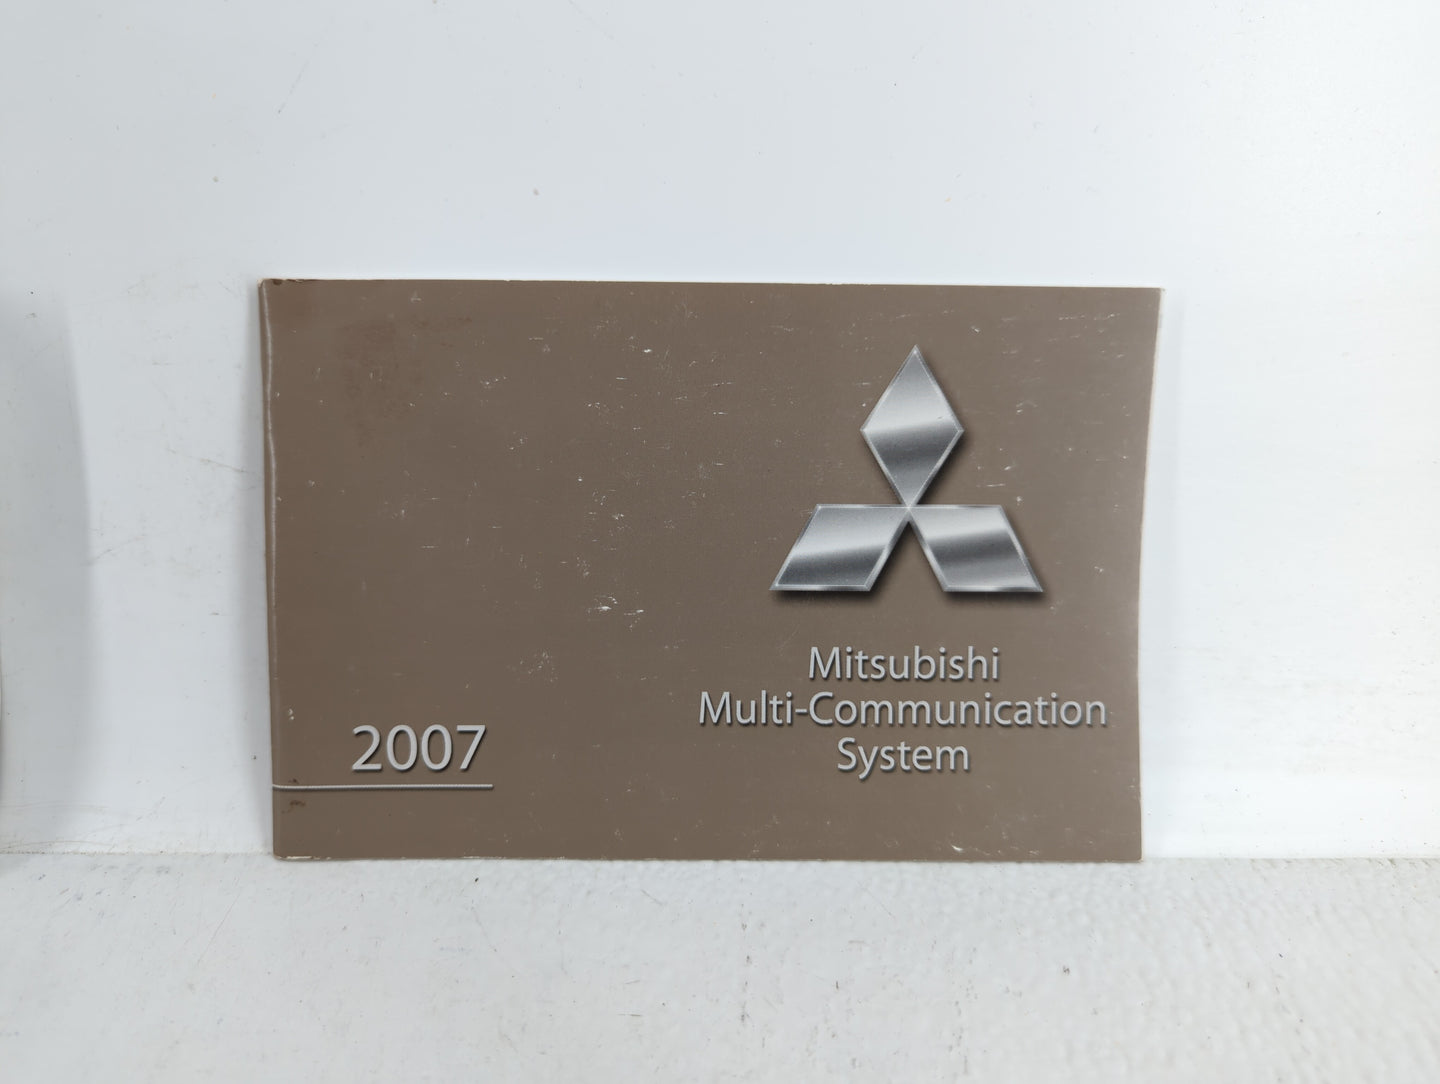 Mitsubishi
Multi-Communication
System
2007